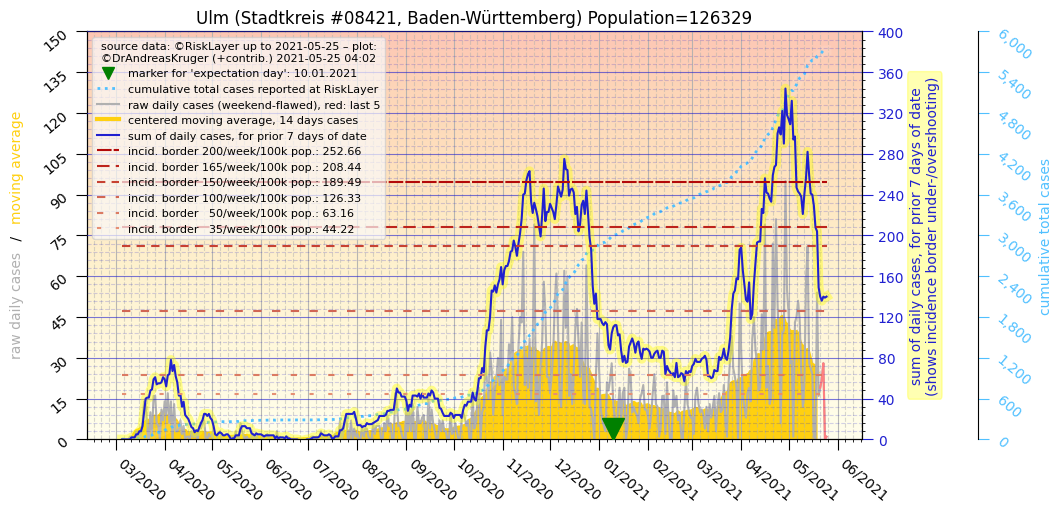 Ulm (Stadtkreis #08421, Baden-Württemberg) Population=126329
source data: ©RiskLayer up to 2021-05-25 – plot:
©DrAndreasKruger (+contrib.) 2021-05-25 04:02
marker for 'expectation day': 10.01.2021
cumulative total cases reported at RiskLayer
raw daily cases (weekend-flawed), red: last 5
centered moving average, 14 days cases
sum of daily cases, for prior 7 days of date
incid. border 200/week/100k pop.: 252.66
incid. border 165/week/100k pop.: 208.44
incid. border 150/week/100k pop.: 189.49
incid. border 100/week/100k pop.: 126.33
incid. border   50/week/100k pop.: 63.16
incid. border   35/week/100k pop.: 44.22
raw daily cases   /   moving average
150
135
120
105
90
75
60
45
30
15
0
03/2020
04/2020
05/2020
06/2020
07/2020
08/2020
09/2020
10/2020
11/2020
12/2020
01/2021
02/2021
03/2021
04/2021
05/2021
06/2021
400
360
320
280
240
200
160
120
80
40
0
sum of daily cases, for prior 7 days of date
(shows incidence border under-/overshooting)
6,000
5,400
4,800
4,200
3,600
3,000
2,400
1,800
1,200
600
0
cumulative total cases